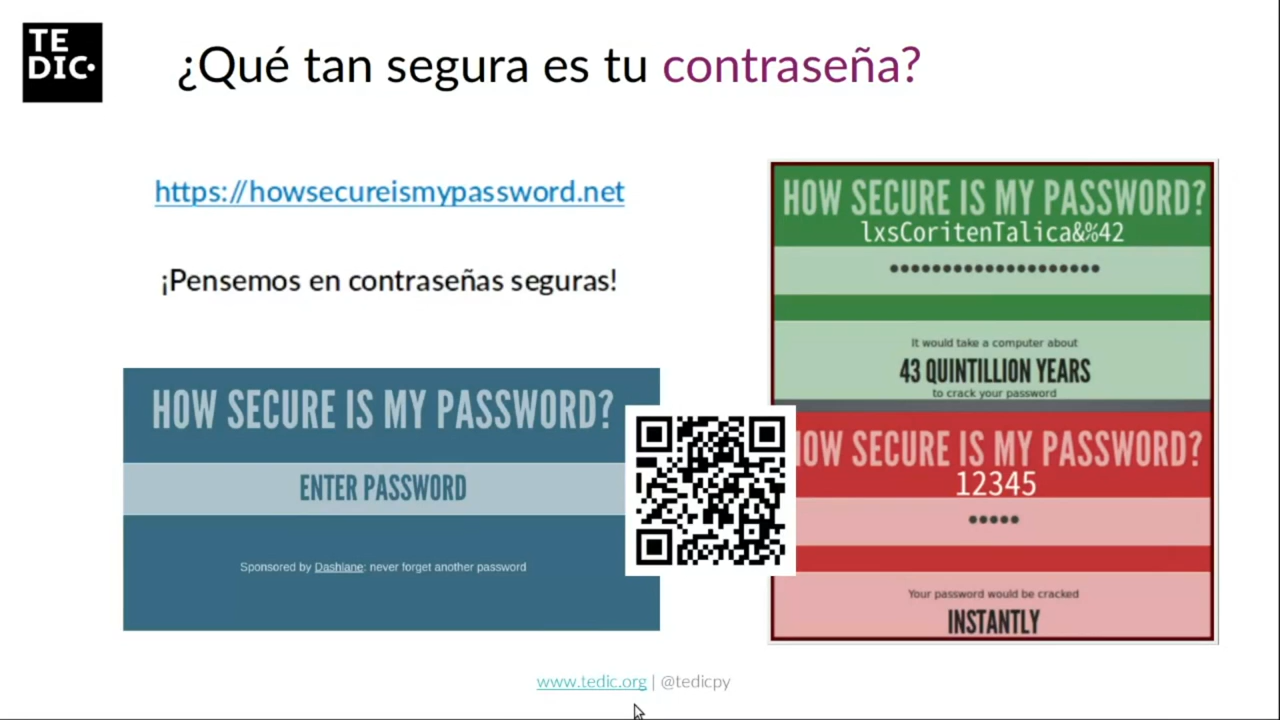 TE
DIC
¿Qué tan segura es tu contraseña?
https://howsecureismypassword.net
¡Pensemos en contraseñas seguras!
HOW SECURE IS MY PASSWORD?
ENTER PASSWORD
Sponsored by Dashlane: never forget another password
HOW SECURE IS MY PASSWORD?
lxsCoritenTalica&%42
It would take a computer about
43 QUINTILLION YEARS
to crack your password
OW SECURE IS MY PASSWORD?
12345
Your password would be cracked
INSTANTLY
www.tedic.org | @tedicpy